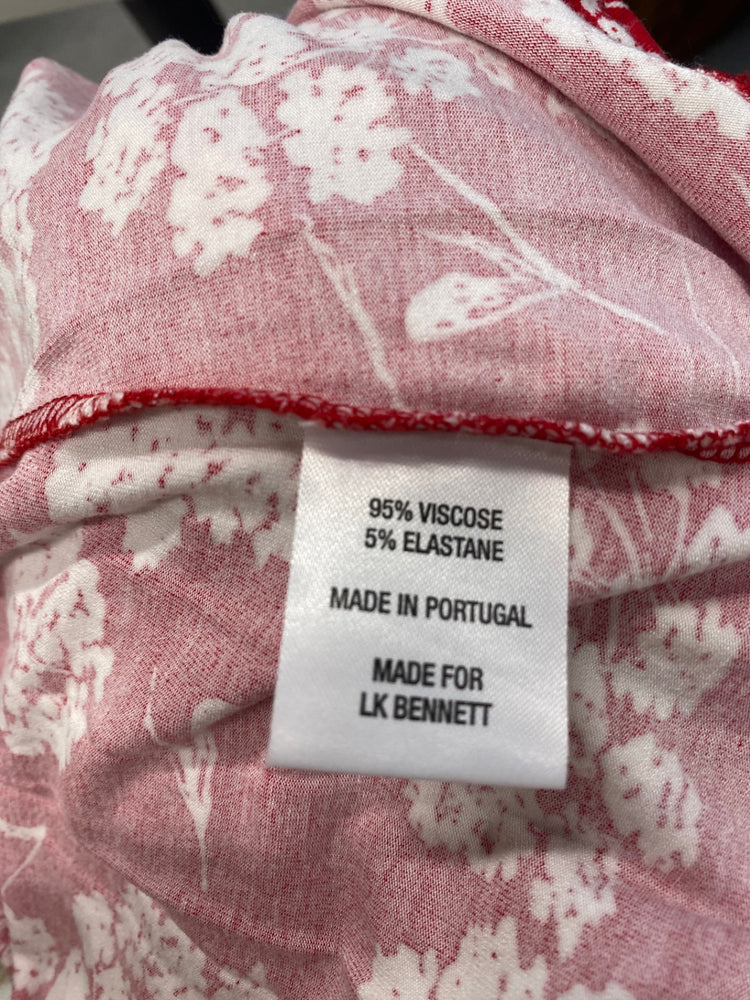 95% VISCOSE
5% ELASTANE
MADE IN PORTUGAL
MADE FOR
LK BENNETT